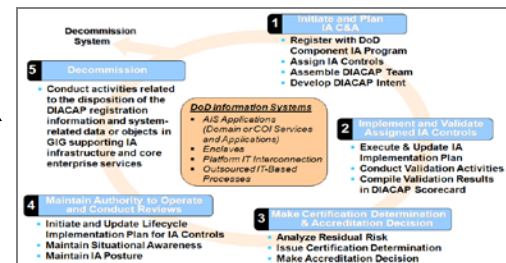 Decommission
System
1
Initiate and Plan
IA C&A
• Register with DoD
Component IA Program
• Assign IA Controls
• Assemble DIACAP Team
• Develop DIACAP Intent
5
Decommission
• Conduct activities related
to the disposition of the
DIACAP registration
information and system-
related data or objects in
GIG supporting IA
infrastructure and core
enterprise services
DoD Information Systems
• AIS Applications
(Domain or COI Services
and Applications)
• Enclaves
• Platform IT Interconnection
• Outsourced IT-Based
Processes
2
Implement and Validate
Assigned IA Controls
• Execute & Update IA
Implementation Plan
• Conduct Validation Activities
• Compile Validation Results
in DIACAP Scorecard
4
Maintain Authority to Operate
and Conduct Reviews
• Initiate and Update Lifecycle
Implementation Plan for IA Controls
• Maintain Situational Awareness
• Maintain IA Posture
3
Make Certification Determination
& Accreditation Decision
• Analyze Residual Risk
• Issue Certification Determination
• Make Accreditation Decision